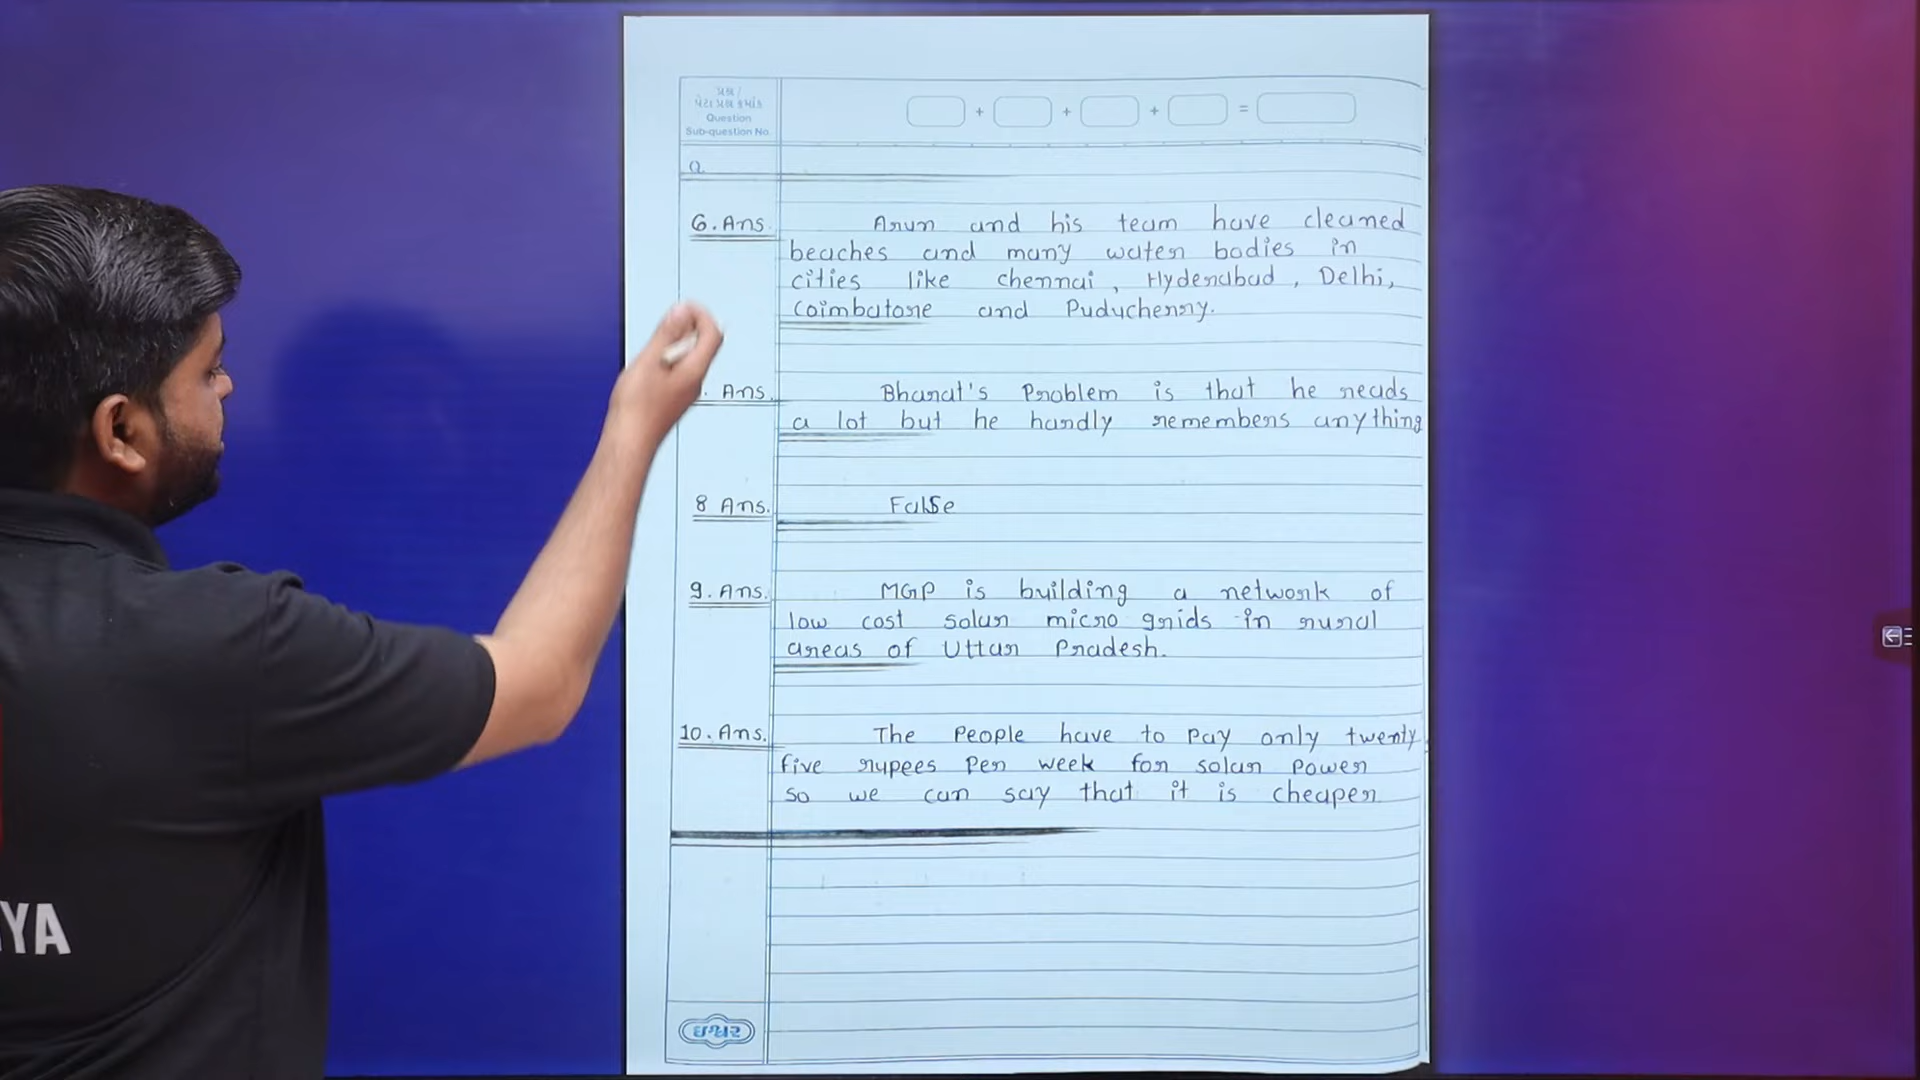 પ્રશ્ન /
પેટા પ્રશ્ન ક્રમાંક
Question
Sub-question No.
+ + + =
Q.
6. Ans. Arun and his team have cleaned
beaches and many water bodies in
cities like chennai, Hyderabad, Delhi,
Coimbatore and Puducherry.
. Ans. Bharat's Problem is that he reads
a lot but he hardly remembers anything
8 Ans. False
9. Ans. MGP is building a network of
low cost solar micro grids in rural
areas of Uttar Pradesh.
10. Ans. The People have to pay only twenty
five rupees Per week for solar Power
so we can say that it is cheaper
ઇશ્વર
YA